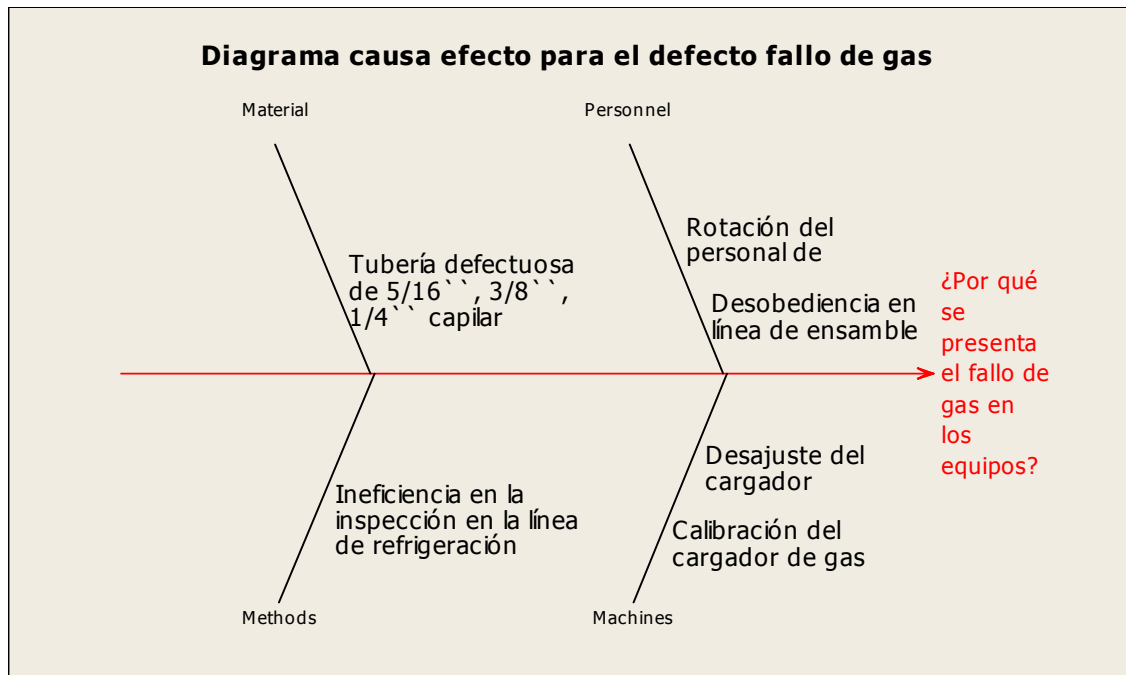 Diagrama causa efecto para el defecto fallo de gas
Material
Personnel
Tubería defectuosa
de 5/16``, 3/8``,
1/4`` capilar
Rotación del
personal de
Desobediencia en
línea de ensamble
¿Por qué
se
presenta
el fallo de
gas en
los
equipos?
Ineficiencia en la
inspección en la línea
de refrigeración
Desajuste del
cargador
Calibración del
cargador de gas
Methods
Machines